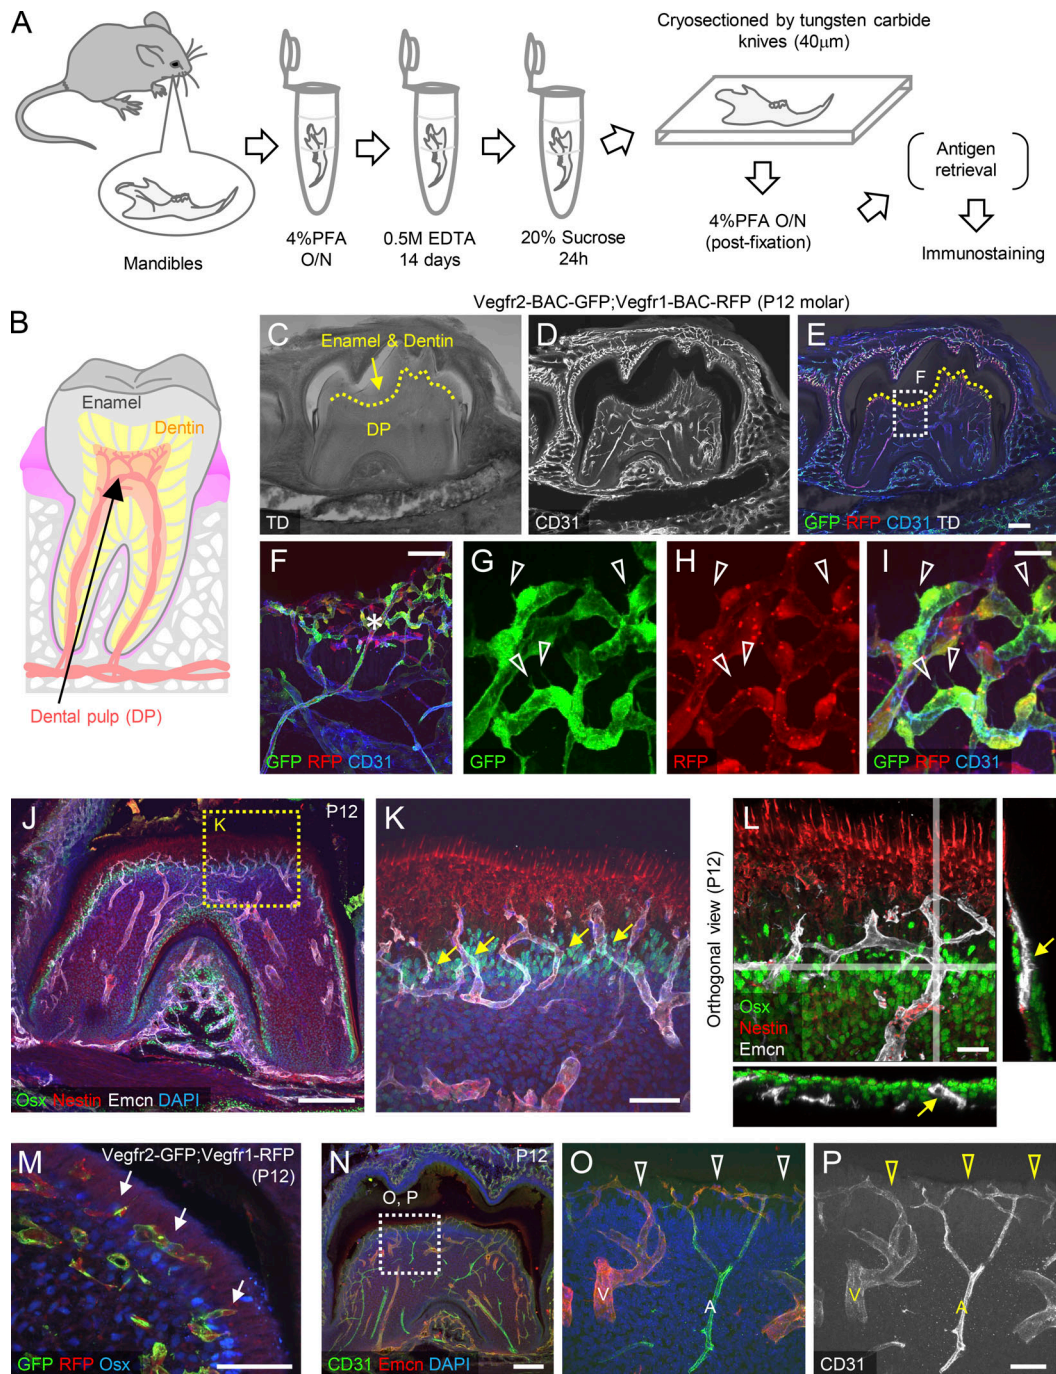 A
Cryosectioned by tungsten carbide
knives (40μm)
Antigen
retrieval
4%PFA
O/N
0.5M EDTA
14 days
20% Sucrose
24h
4%PFA O/N
(post-fixation)
Immunostaining
Mandibles
B
Enamel
Dentin
Dental pulp (DP)
Vegfr2-BAC-GFP;Vegfr1-BAC-RFP (P12 molar)
C
Enamel & Dentin
DP
TD
D
CD31
E
F
GFP RFP CD31 TD
F
*
GFP RFP CD31
G
GFP
H
RFP
I
GFP RFP CD31
J
P12
K
Osx Nestin Emcn DAPI
K
Orthogonal view (P12)
L
Osx
Nestin
Emcn
M
Vegfr2-GFP;Vegfr1-RFP
(P12)
GFP RFP Osx
N
P12
O, P
CD31 Emcn DAPI
O
V
A
P
V
A
CD31